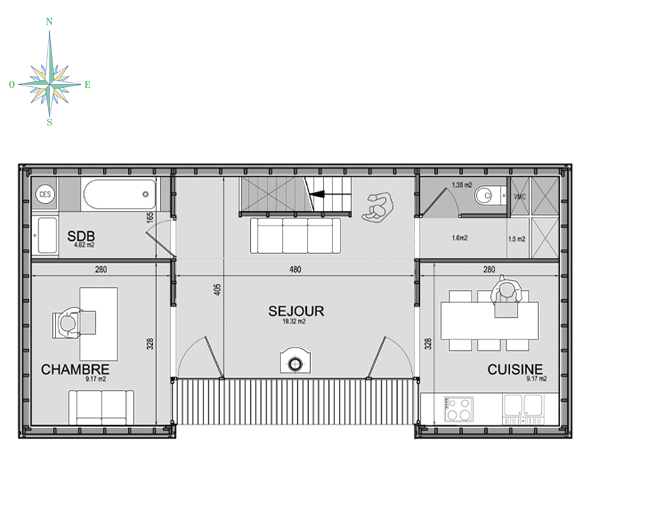 N
O E
S
CES
165
SDB
4.62 m2
1.35 m2
VMC
1.6m2
1.5 m2
280
480
280
405
SEJOUR
19.32 m2
328
328
CHAMBRE
9.17 m2
CUISINE
9.17 m2